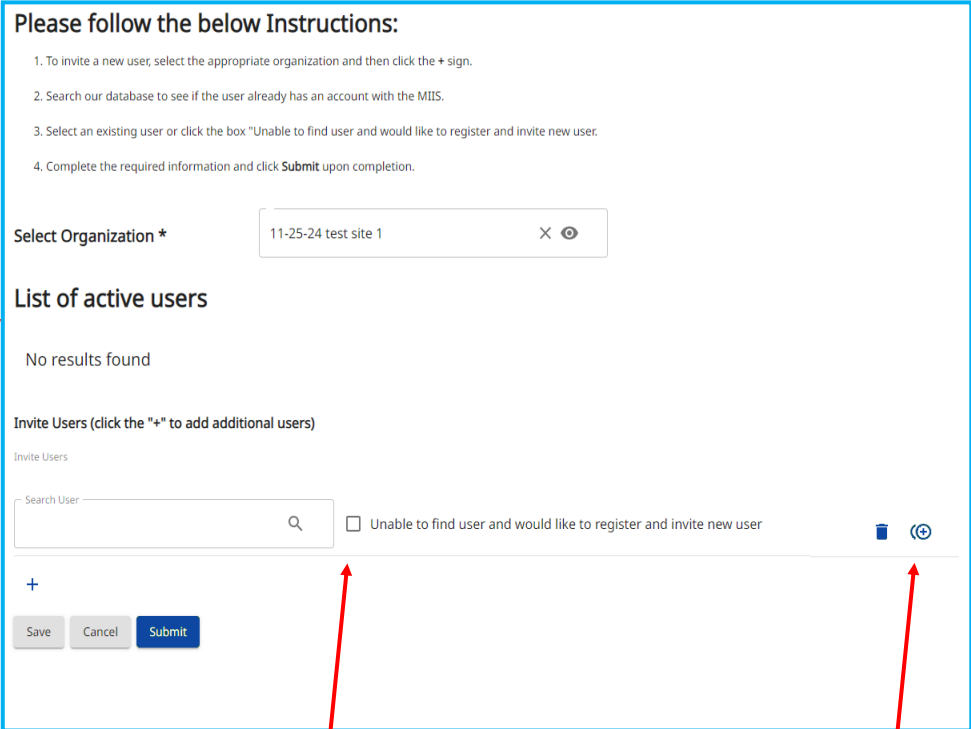 Please follow the below Instructions:
1. To invite a new user, select the appropriate organization and then click the + sign.
2. Search our database to see if the user already has an account with the MIIS.
3. Select an existing user or click the box "Unable to find user and would like to register and invite new user.
4. Complete the required information and click Submit upon completion.
Select Organization *
11-25-24 test site 1
List of active users
No results found
Invite Users (click the "+" to add additional users)
Invite Users
Search User
Unable to find user and would like to register and invite new user
+
Save Cancel Submit